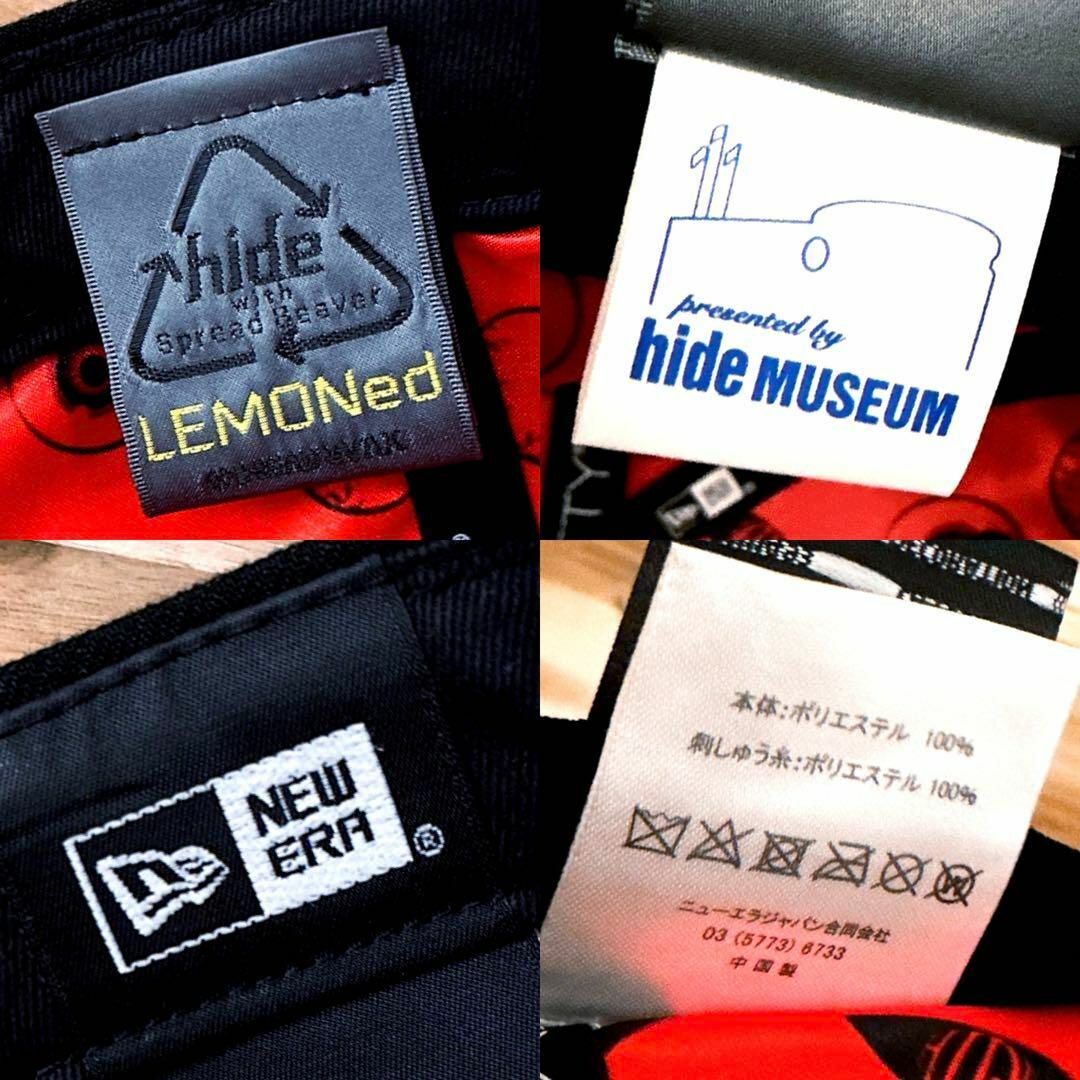 hide
with
Spread Beaver
LEMONed
presented by
hide MUSEUM
NEW
ERA
®
本体:ポリエステル 100%
刺しゅう糸:ポリエステル 100%
W
ニューエラジャパン合同会社
03 (5773) 6733
中国製